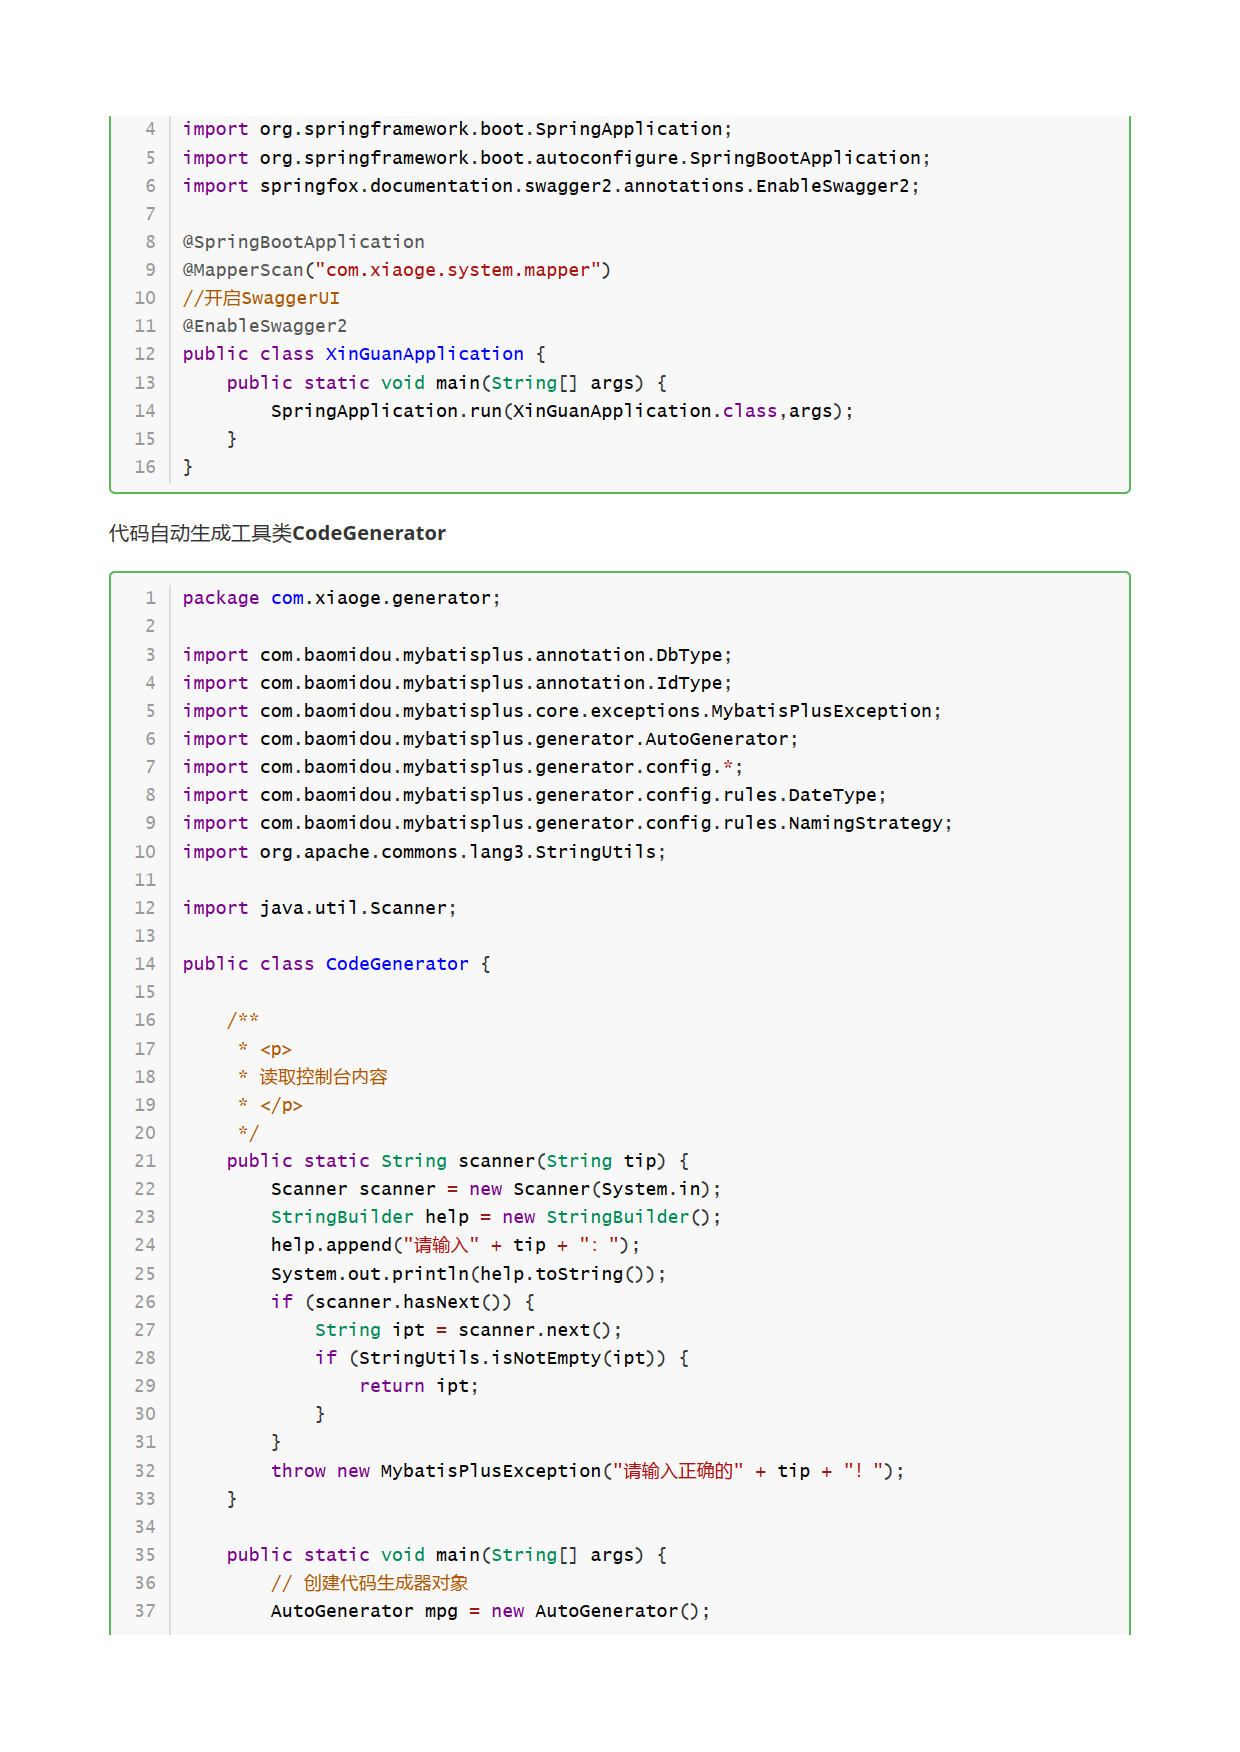 4 import org.springframework.boot.SpringApplication;
5 import org.springframework.boot.autoconfigure.SpringBootApplication;
6 import springfox.documentation.swagger2.annotations.EnableSwagger2;
7
8 @SpringBootApplication
9 @MapperScan("com.xiaoge.system.mapper")
10 //开启SwaggerUI
11 @EnableSwagger2
12 public class XinGuanApplication {
13     public static void main(String[] args) {
14         SpringApplication.run(XinGuanApplication.class,args);
15     }
16 }
代码自动生成工具类CodeGenerator
1 package com.xiaoge.generator;
2
3 import com.baomidou.mybatisplus.annotation.DbType;
4 import com.baomidou.mybatisplus.annotation.IdType;
5 import com.baomidou.mybatisplus.core.exceptions.MybatisPlusException;
6 import com.baomidou.mybatisplus.generator.AutoGenerator;
7 import com.baomidou.mybatisplus.generator.config.*;
8 import com.baomidou.mybatisplus.generator.config.rules.DateType;
9 import com.baomidou.mybatisplus.generator.config.rules.NamingStrategy;
10 import org.apache.commons.lang3.StringUtils;
11
12 import java.util.Scanner;
13
14 public class CodeGenerator {
15
16     /**
17      * <p>
18      * 读取控制台内容
19      * </p>
20      */
21     public static String scanner(String tip) {
22         Scanner scanner = new Scanner(System.in);
23         StringBuilder help = new StringBuilder();
24         help.append("请输入" + tip + "：");
25         System.out.println(help.toString());
26         if (scanner.hasNext()) {
27             String ipt = scanner.next();
28             if (StringUtils.isNotEmpty(ipt)) {
29                 return ipt;
30             }
31         }
32         throw new MybatisPlusException("请输入正确的" + tip + "！");
33     }
34
35     public static void main(String[] args) {
36         // 创建代码生成器对象
37         AutoGenerator mpg = new AutoGenerator();